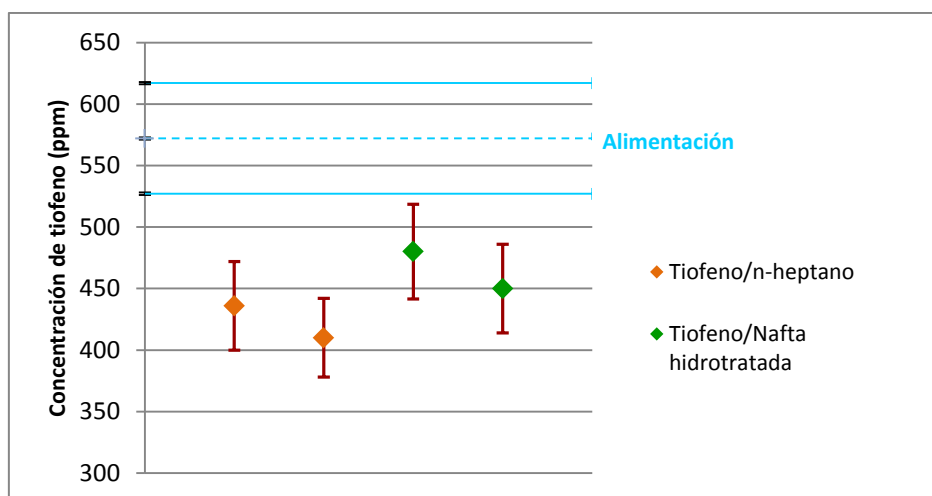 650
600
550
500
450
400
350
300
Concentración de tiofeno (ppm)
Alimentación
Tiofeno/n-heptano
Tiofeno/Nafta
hidrotratada